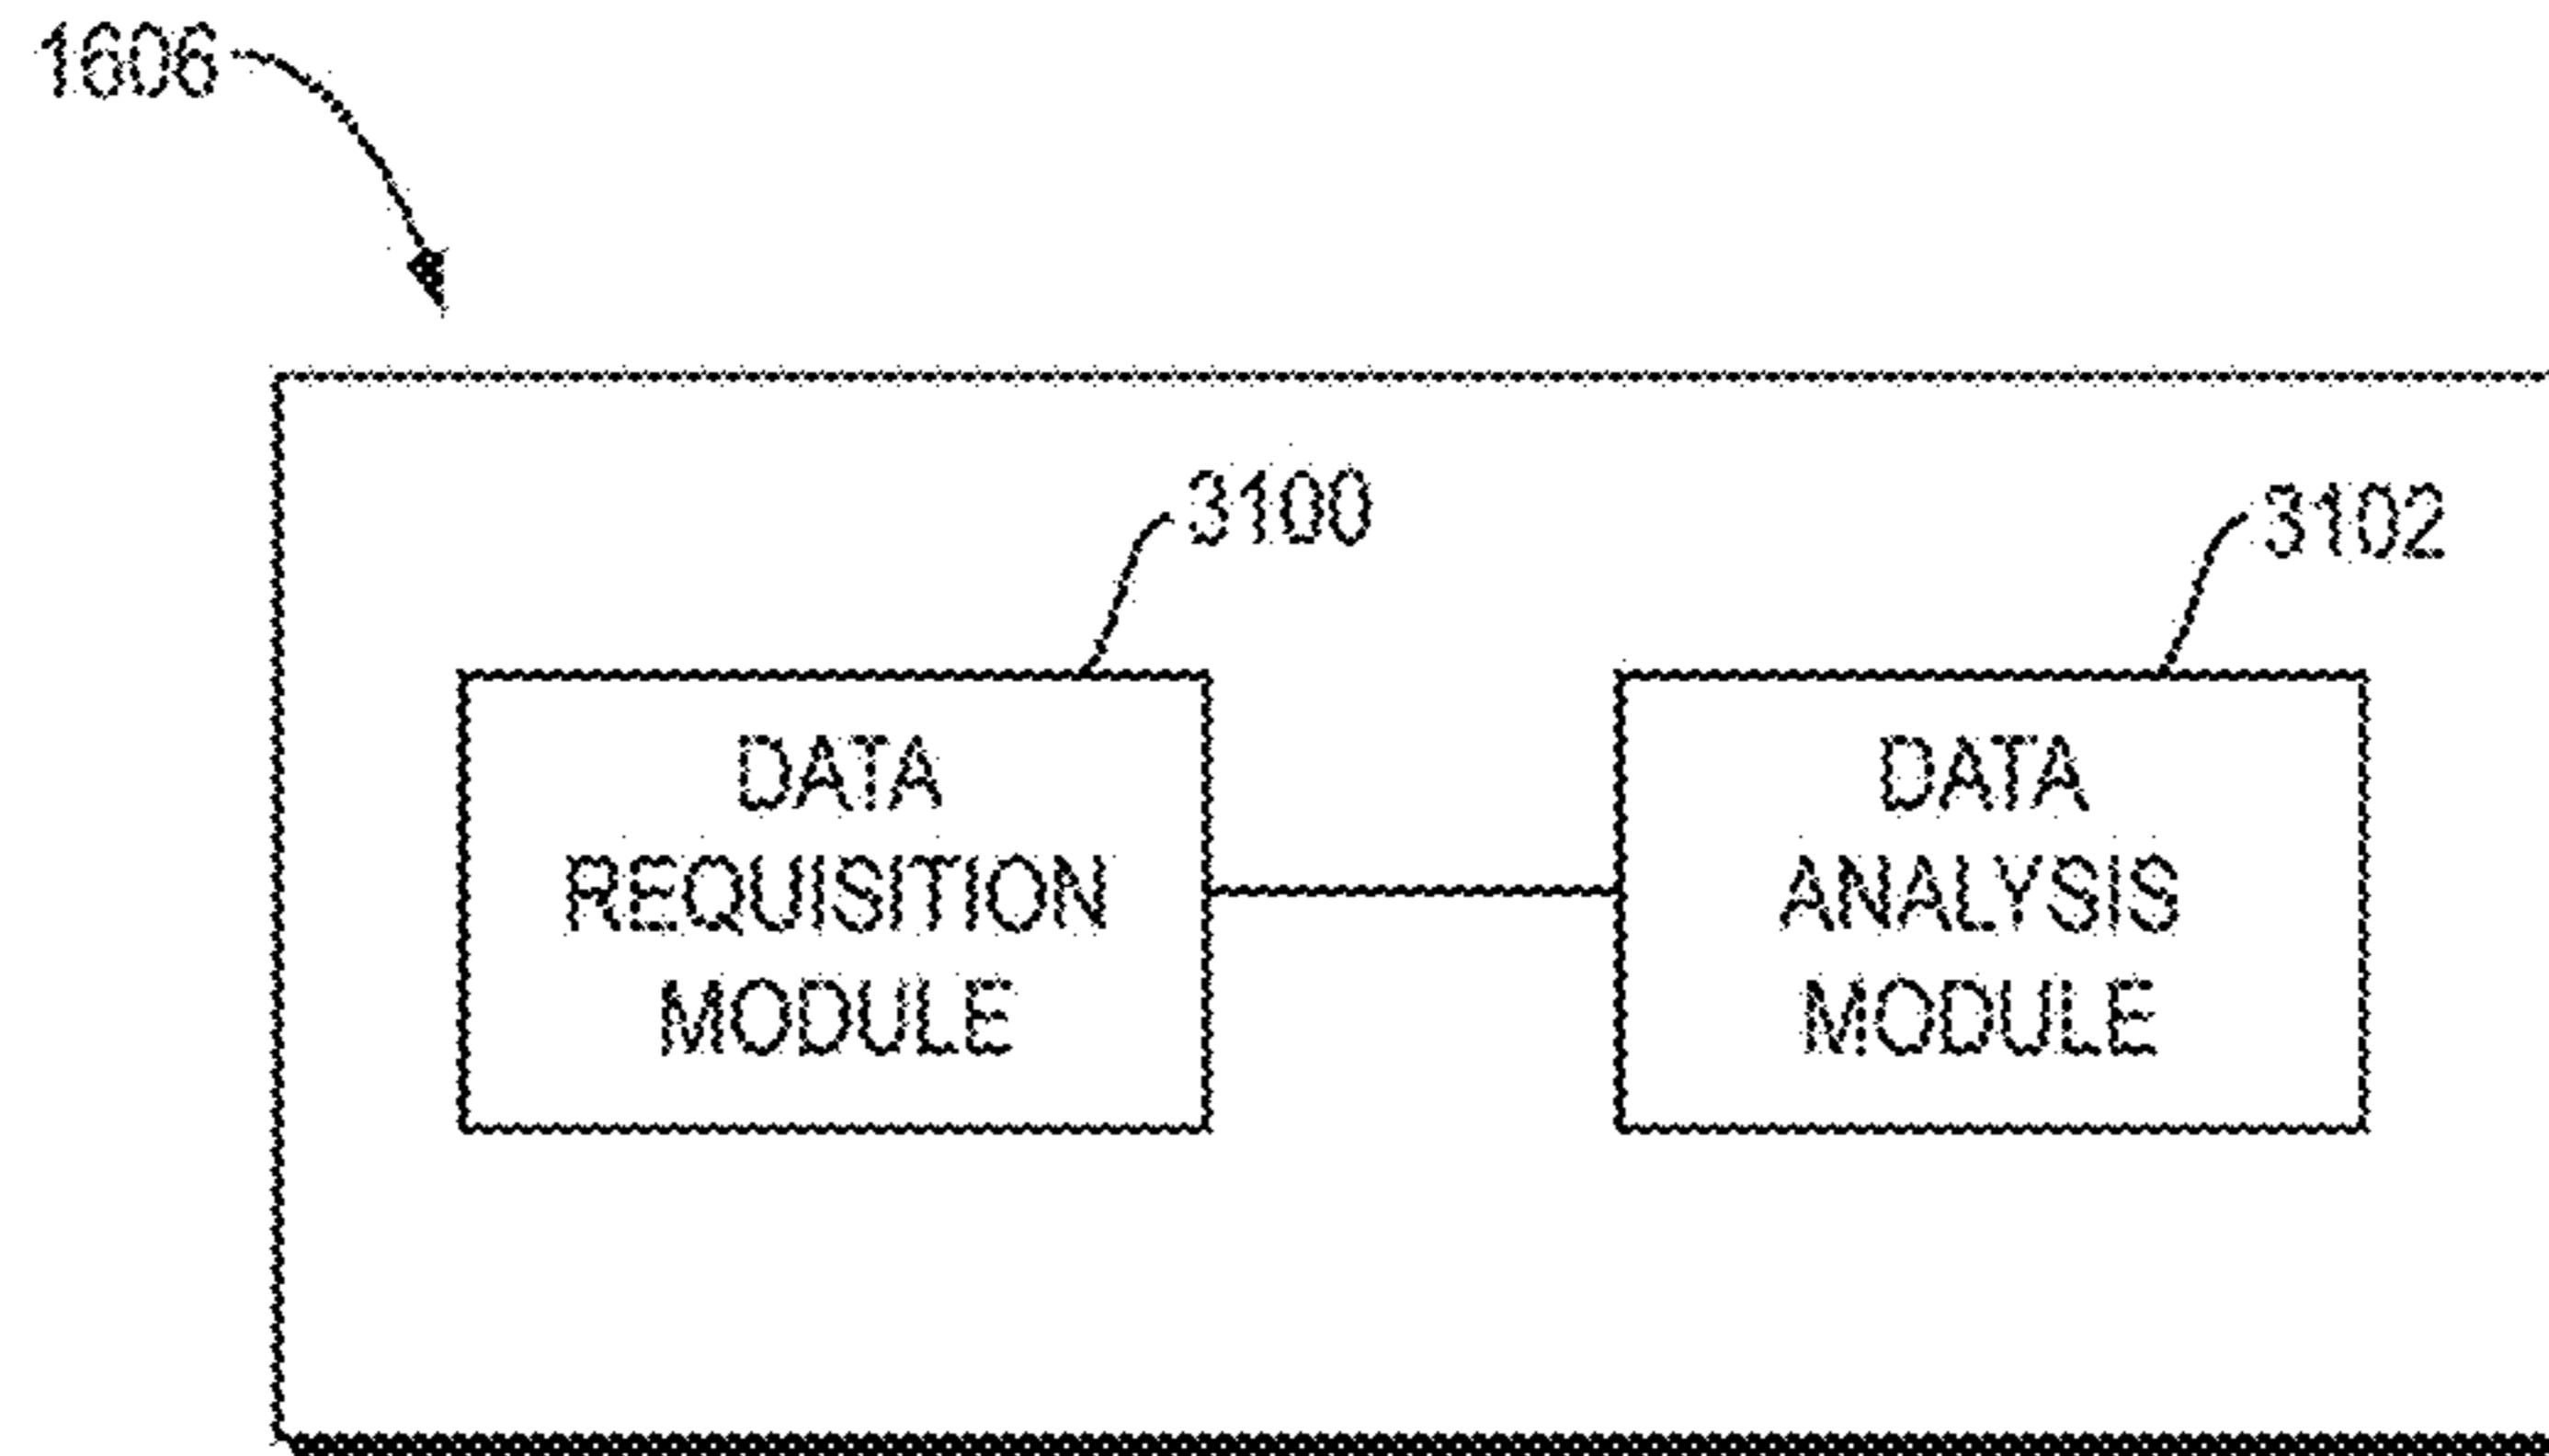 1606
3100
3102
DATA
REQUISITION
MODULE
DATA
ANALYSIS
MODULE